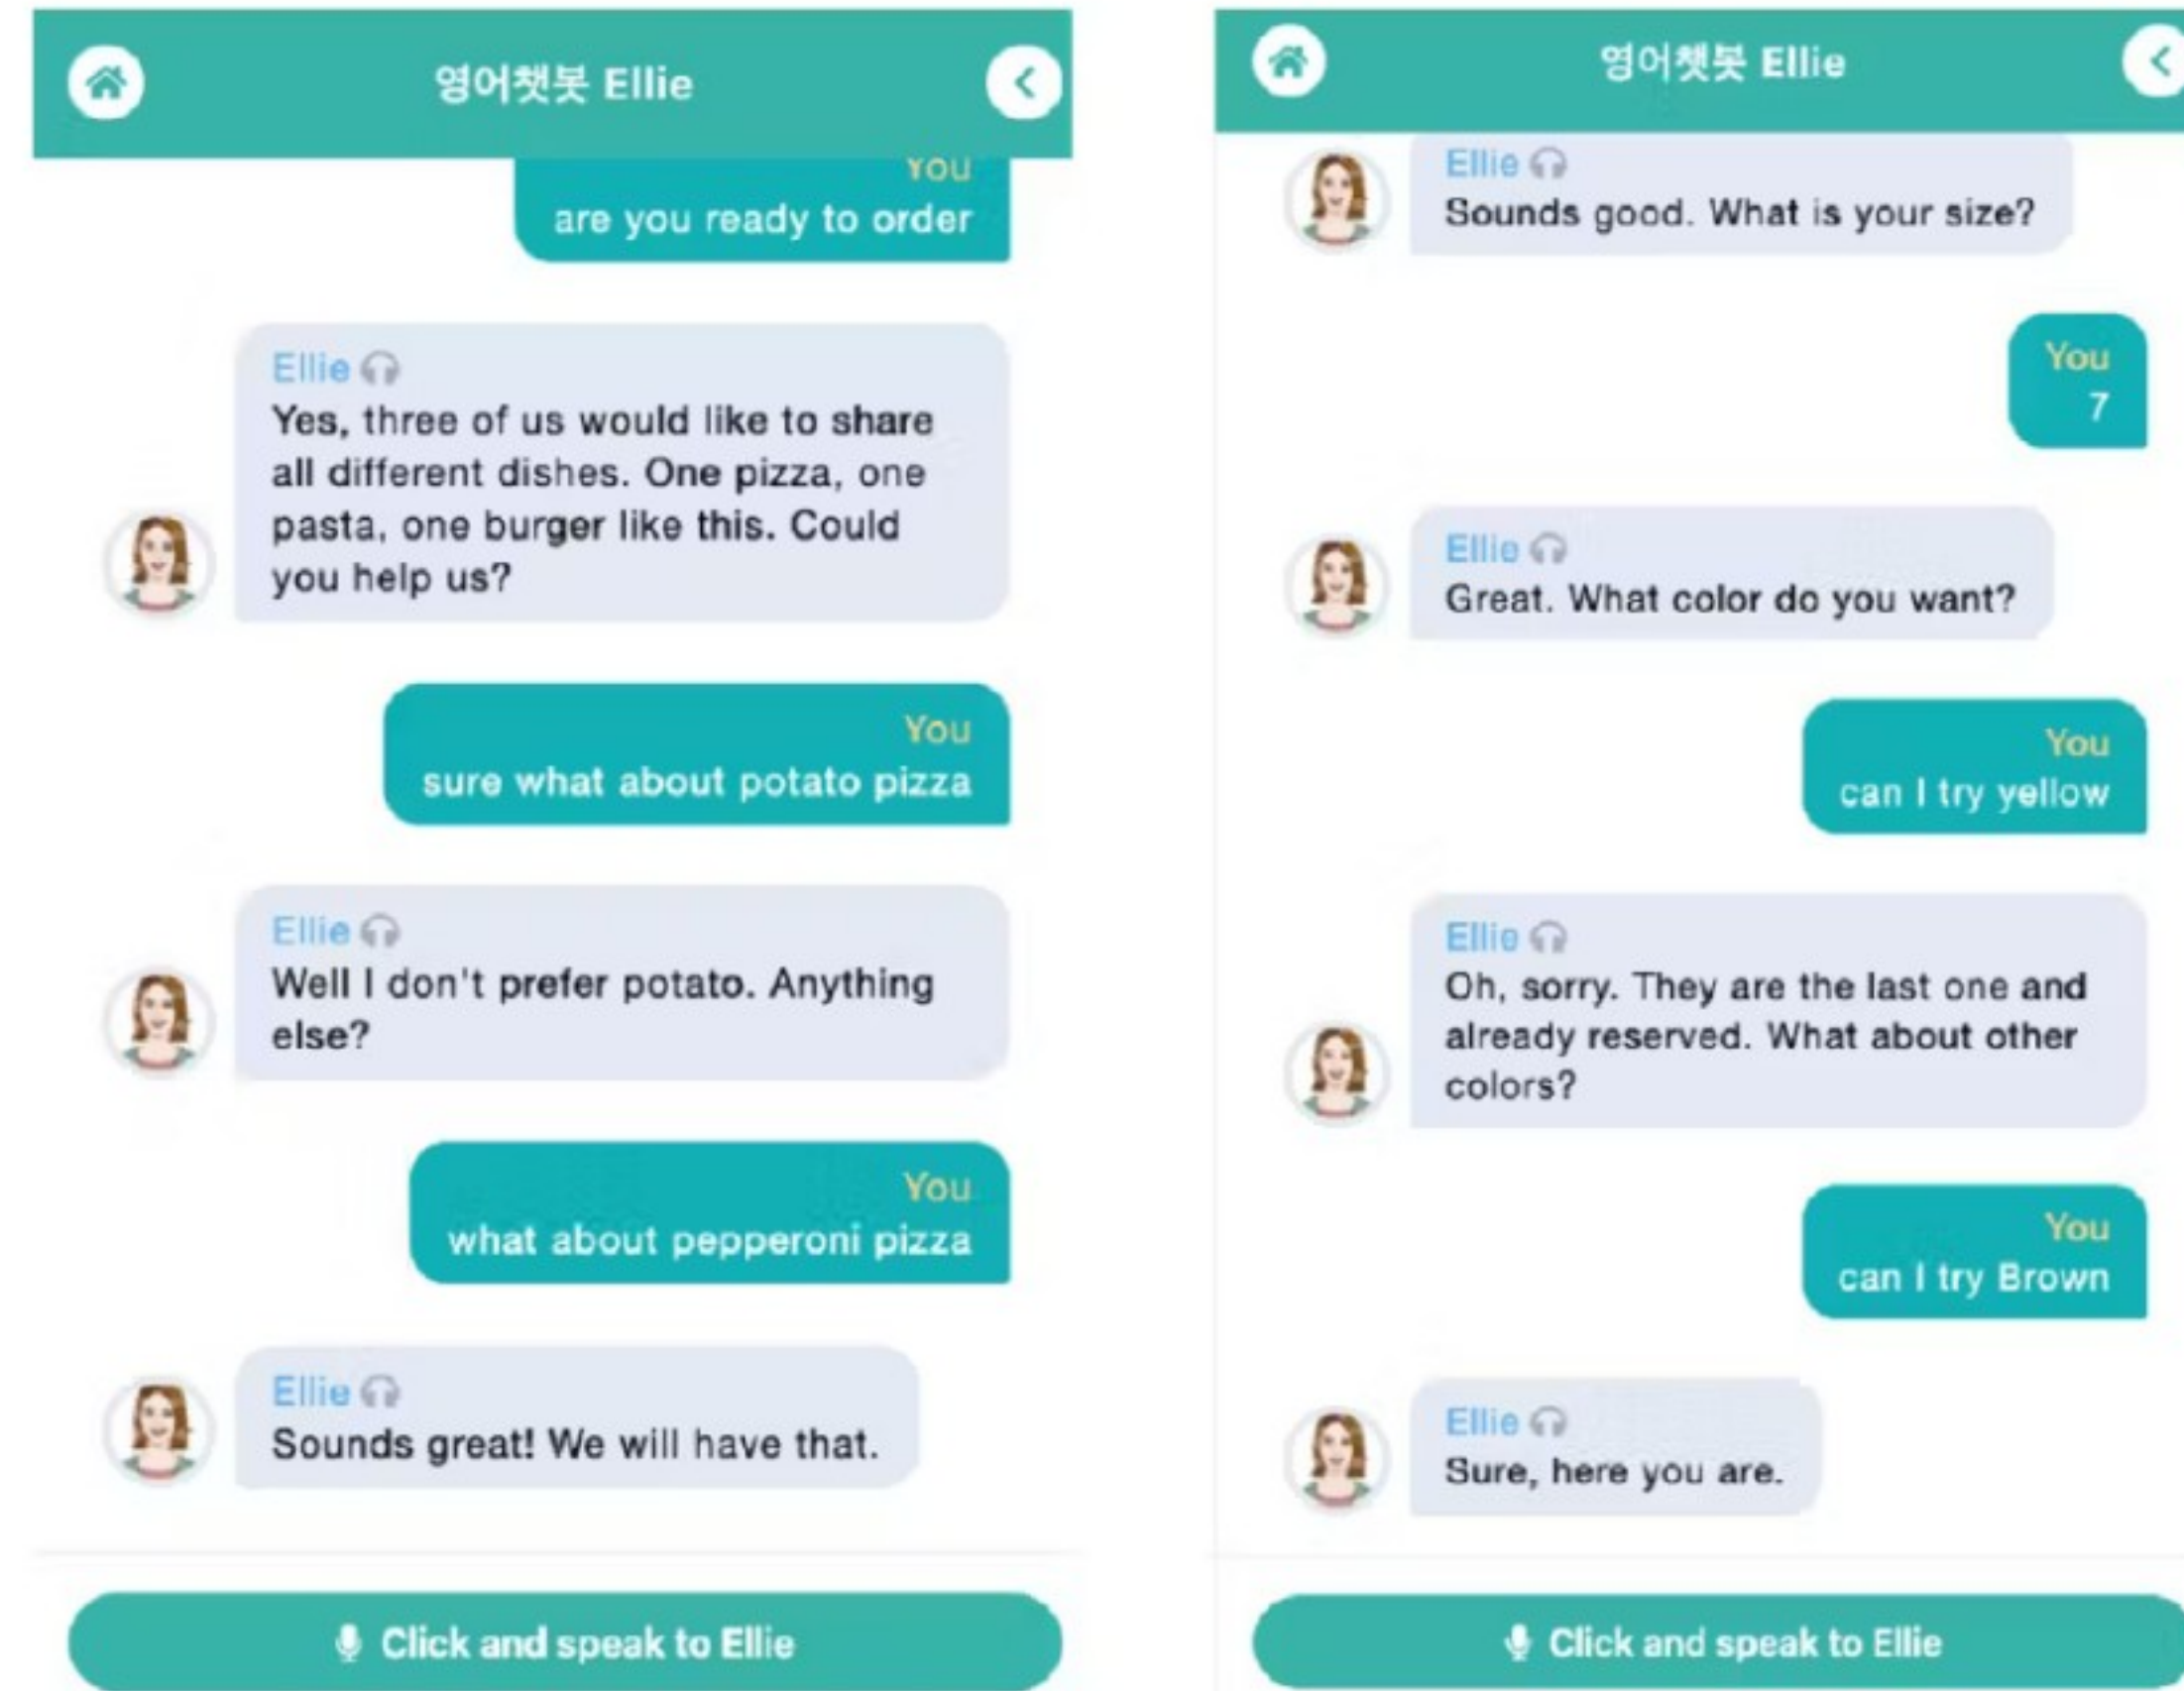 영어챗봇 Ellie
You
are you ready to order
Ellie
Yes, three of us would like to share
all different dishes. One pizza, one
pasta, one burger like this. Could
you help us?
You
sure what about potato pizza
Ellie
Well I don't prefer potato. Anything
else?
You
what about pepperoni pizza
Ellie
Sounds great! We will have that.
Click and speak to Ellie
영어챗봇 Ellie
Ellie
Sounds good. What is your size?
You
7
Ellie
Great. What color do you want?
You
can I try yellow
Ellie
Oh, sorry. They are the last one and
already reserved. What about other
colors?
You
can I try Brown
Ellie
Sure, here you are.
Click and speak to Ellie